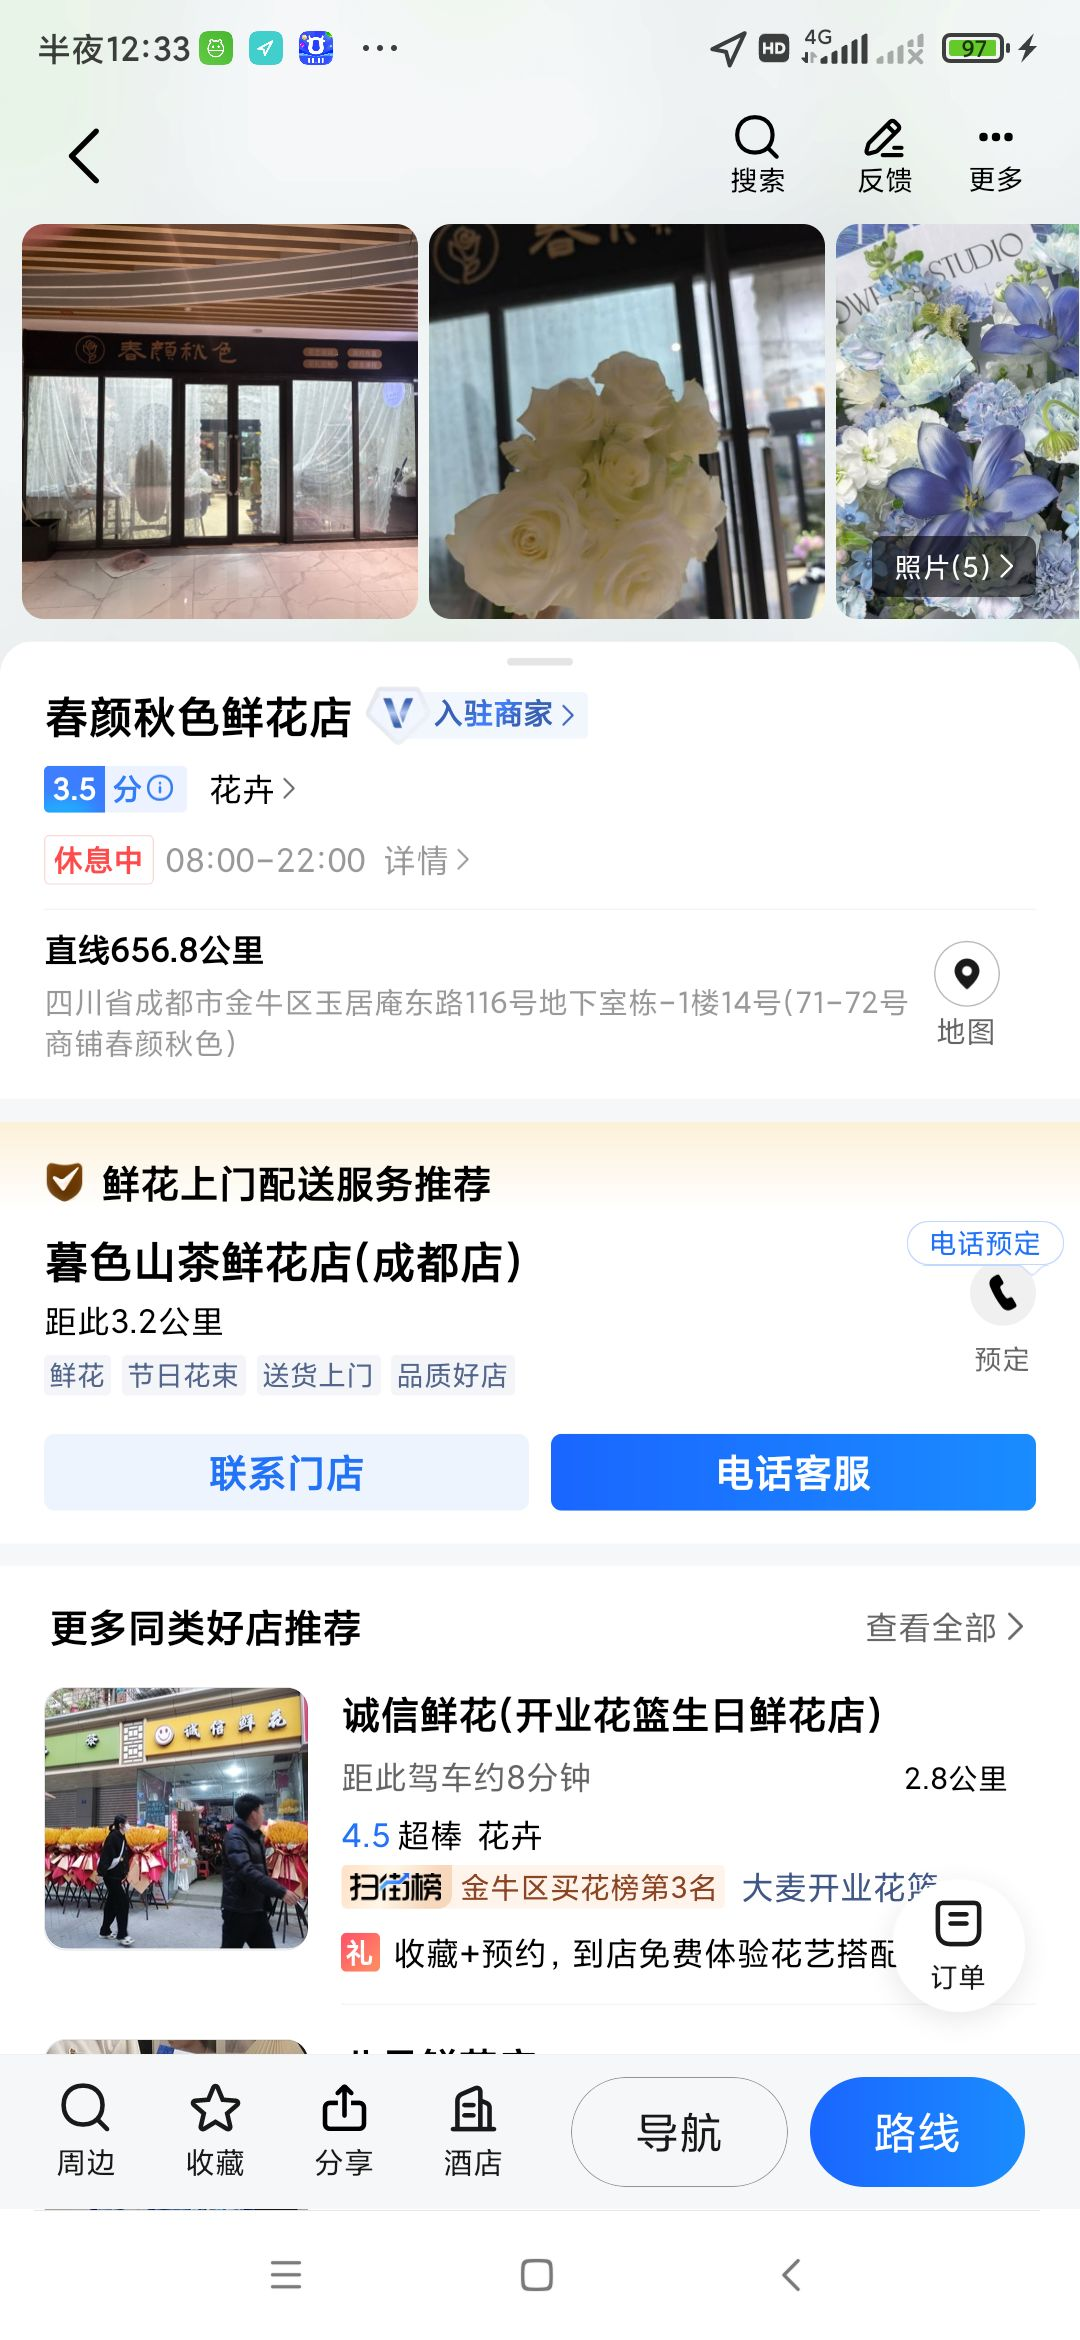 半夜12:33
HD 4G 97
搜索 反馈 更多
春颜秋色
STUDIO
照片(5)
春颜秋色鲜花店 V 入驻商家
3.5分 花卉
休息中 08:00-22:00 详情
直线656.8公里
四川省成都市金牛区玉居庵东路116号地下室栋-1楼14号(71-72号
商铺春颜秋色)
地图
鲜花上门配送服务推荐
暮色山茶鲜花店(成都店)
电话预定
距此3.2公里
预定
鲜花 节日花束 送货上门 品质好店
联系门店 电话客服
更多同类好店推荐 查看全部
诚信鲜花
诚信鲜花(开业花篮生日鲜花店)
距此驾车约8分钟 2.8公里
4.5 超棒 花卉
扫街榜 金牛区买花榜第3名 大麦开业花篮
礼 收藏+预约，到店免费体验花艺搭配
订单
周边 收藏 分享 酒店 导航 路线